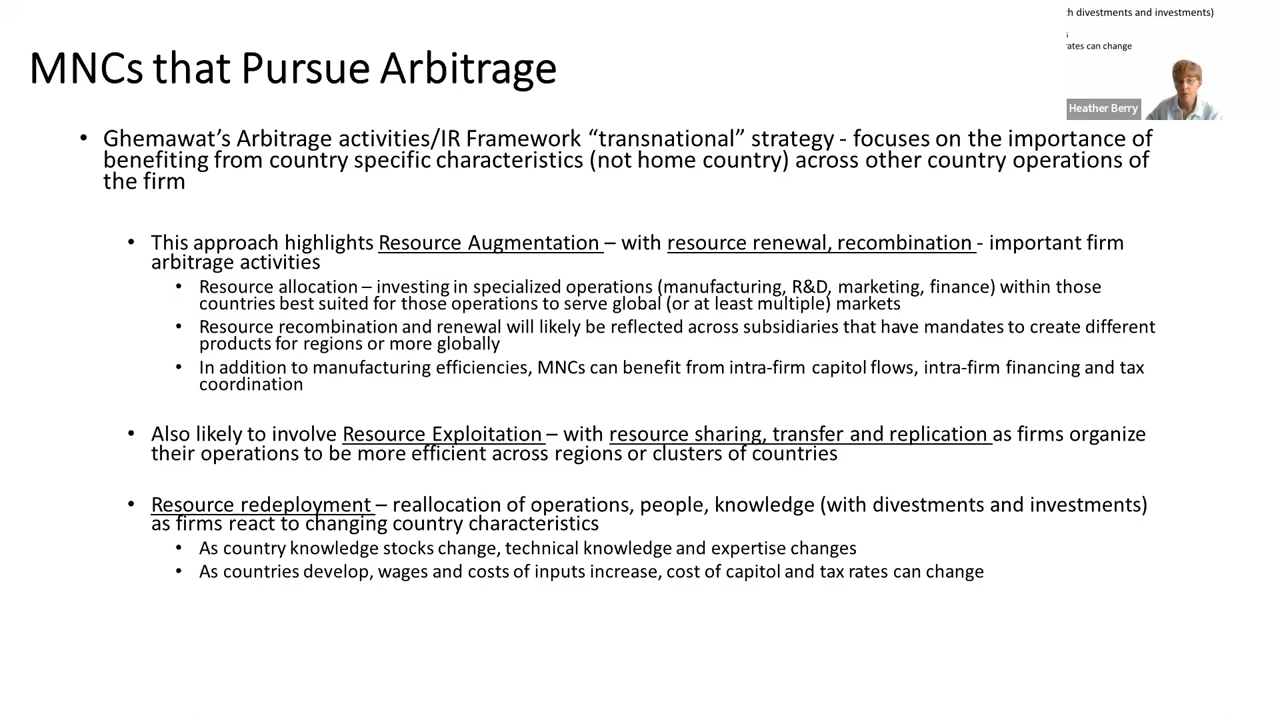 h divestments and investments)
ates can change
MNCs that Pursue Arbitrage
Heather Berry
• Ghemawat’s Arbitrage activities/IR Framework “transnational” strategy - focuses on the importance of
benefiting from country specific characteristics (not home country) across other country operations of
the firm
• This approach highlights Resource Augmentation – with resource renewal, recombination - important firm
arbitrage activities
• Resource allocation – investing in specialized operations (manufacturing, R&D, marketing, finance) within those
countries best suited for those operations to serve global (or at least multiple) markets
• Resource recombination and renewal will likely be reflected across subsidiaries that have mandates to create different
products for regions or more globally
• In addition to manufacturing efficiencies, MNCs can benefit from intra-firm capitol flows, intra-firm financing and tax
coordination
• Also likely to involve Resource Exploitation – with resource sharing, transfer and replication as firms organize
their operations to be more efficient across regions or clusters of countries
• Resource redeployment – reallocation of operations, people, knowledge (with divestments and investments)
as firms react to changing country characteristics
• As country knowledge stocks change, technical knowledge and expertise changes
• As countries develop, wages and costs of inputs increase, cost of capitol and tax rates can change